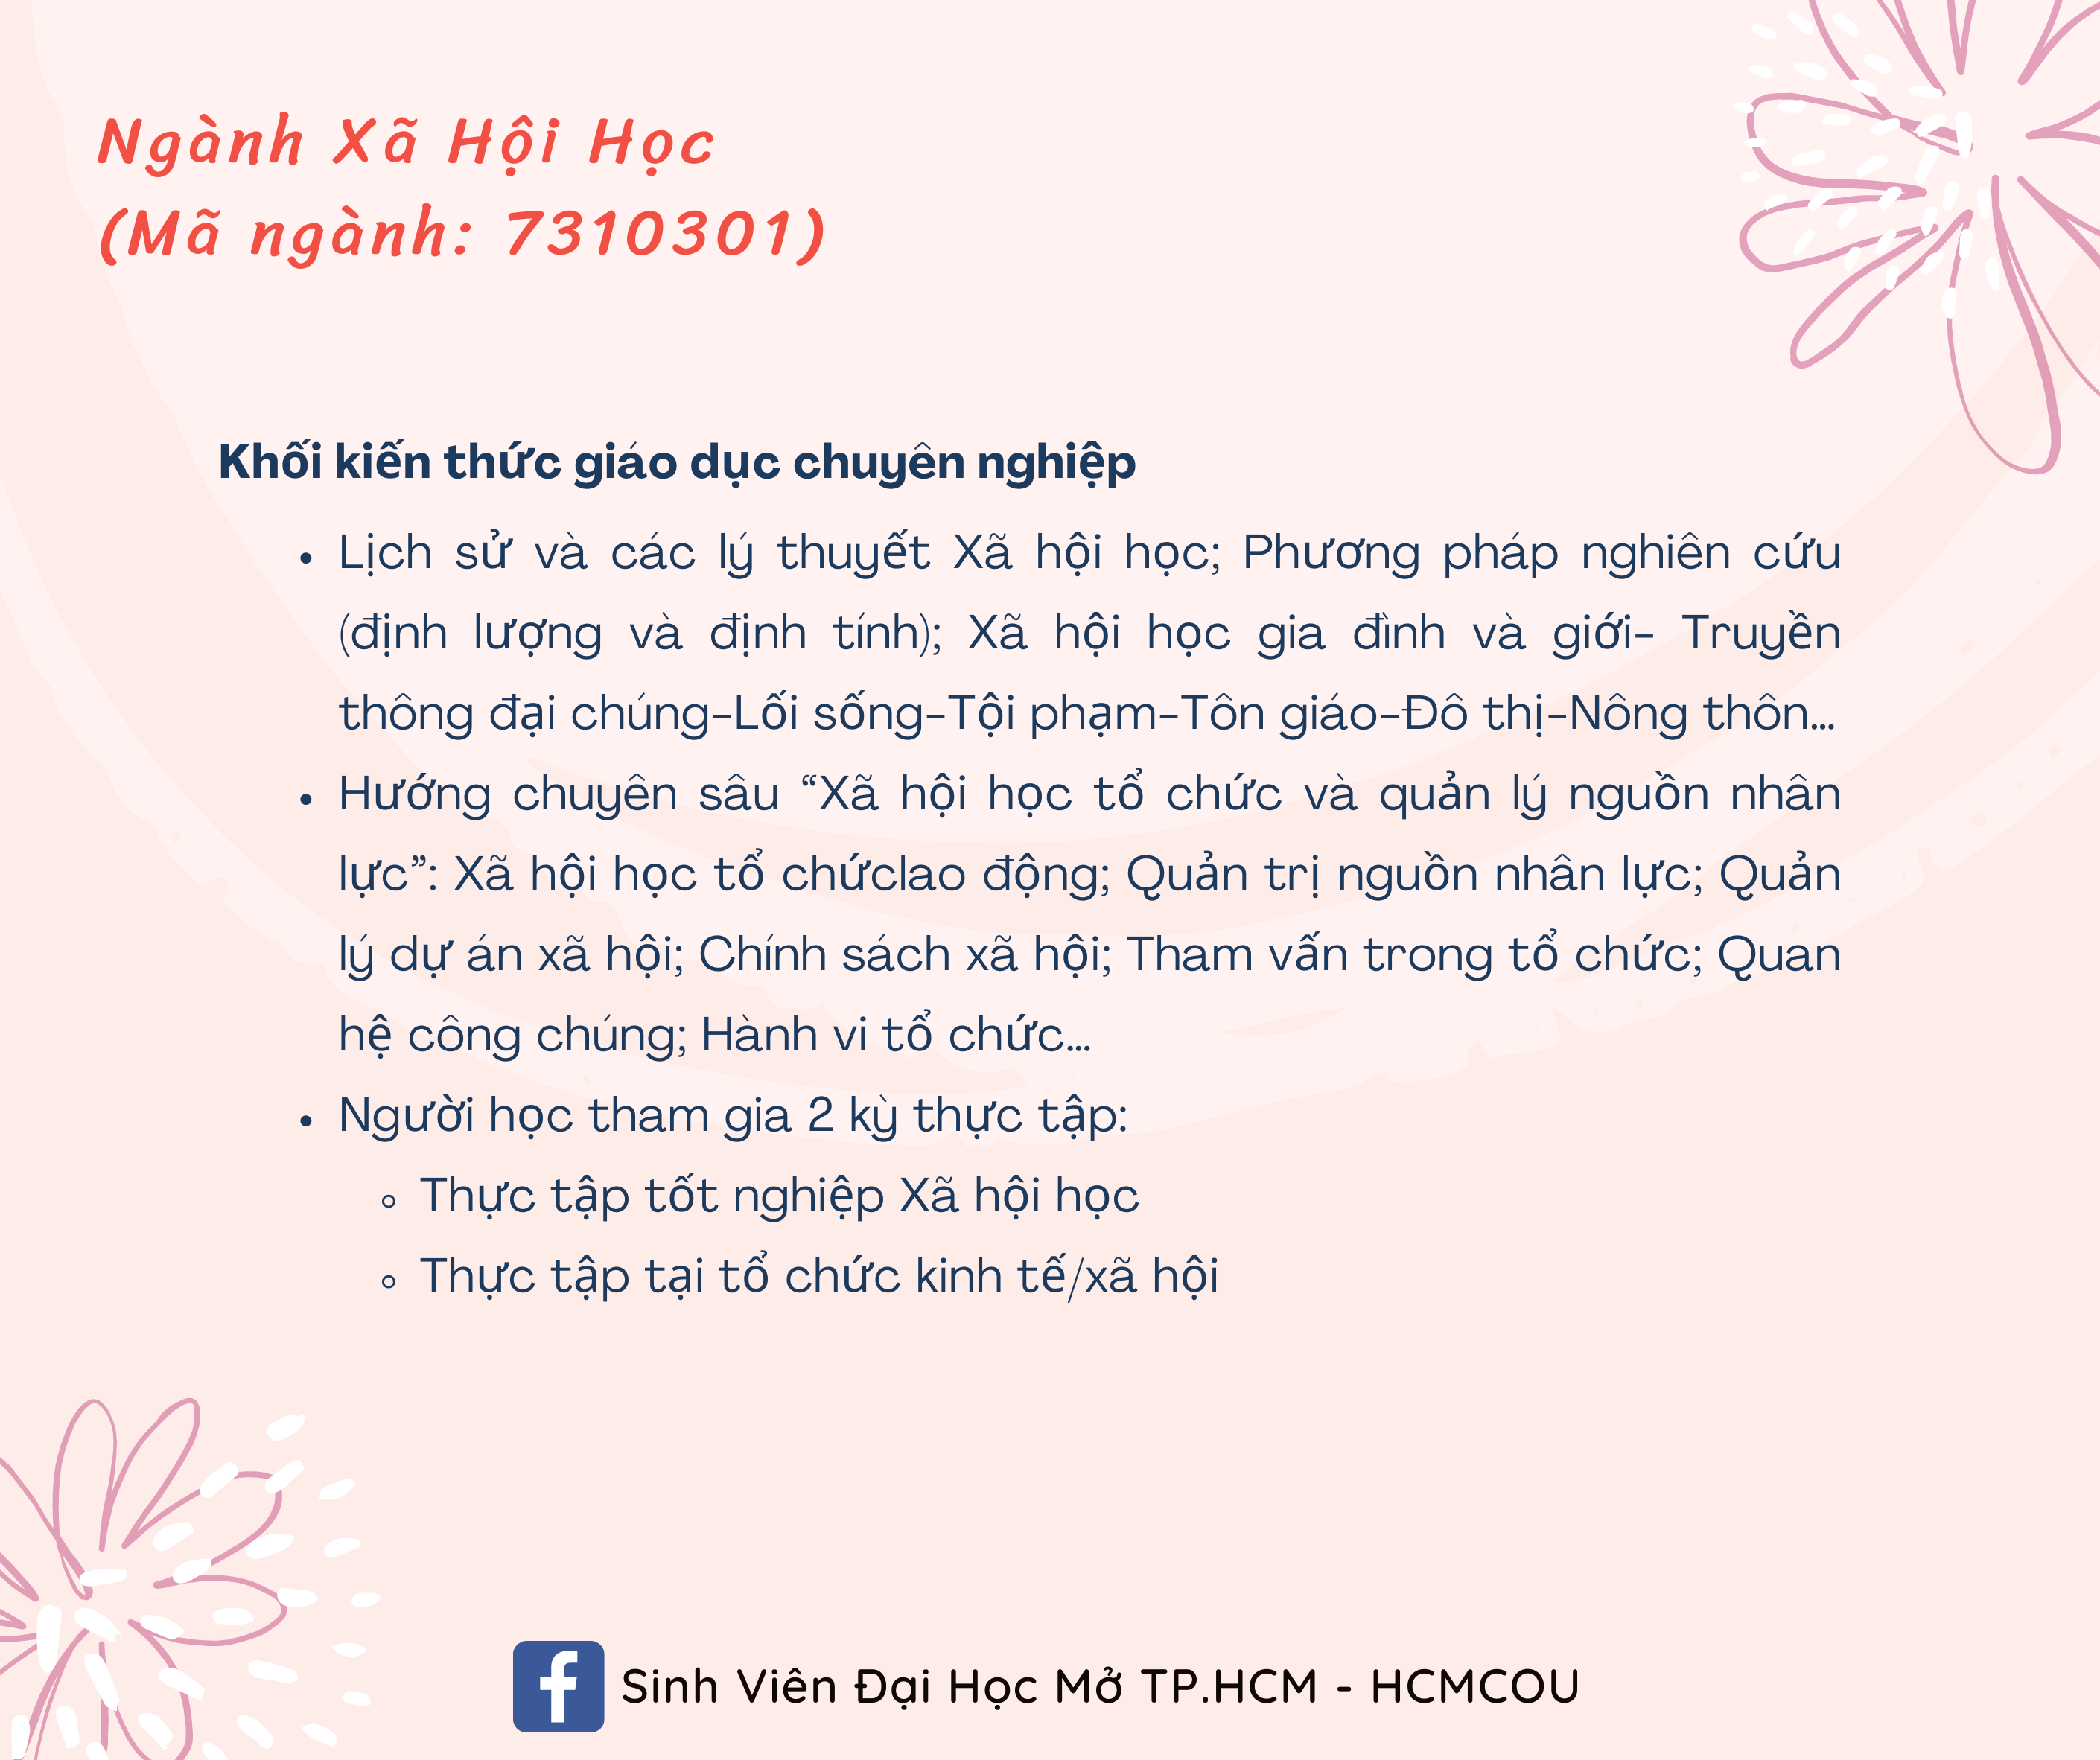 Ngành Xã Hội Học
(Mã ngành: 7310301)
Khối kiến thức giáo dục chuyên nghiệp
• Lịch sử và các lý thuyết Xã hội học; Phương pháp nghiên cứu
(định lượng và định tính); Xã hội học gia đình và giới- Truyền
thông đại chúng-Lối sống-Tội phạm-Tôn giáo-Đô thị-Nông thôn...
• Hướng chuyên sâu “Xã hội học tổ chức và quản lý nguồn nhân
lực”: Xã hội học tổ chứclao động; Quản trị nguồn nhân lực; Quản
lý dự án xã hội; Chính sách xã hội; Tham vấn trong tổ chức; Quan
hệ công chúng; Hành vi tổ chức...
• Người học tham gia 2 kỳ thực tập:
◦ Thực tập tốt nghiệp Xã hội học
◦ Thực tập tại tổ chức kinh tế/xã hội
f Sinh Viên Đại Học Mở TP.HCM - HCMCOU